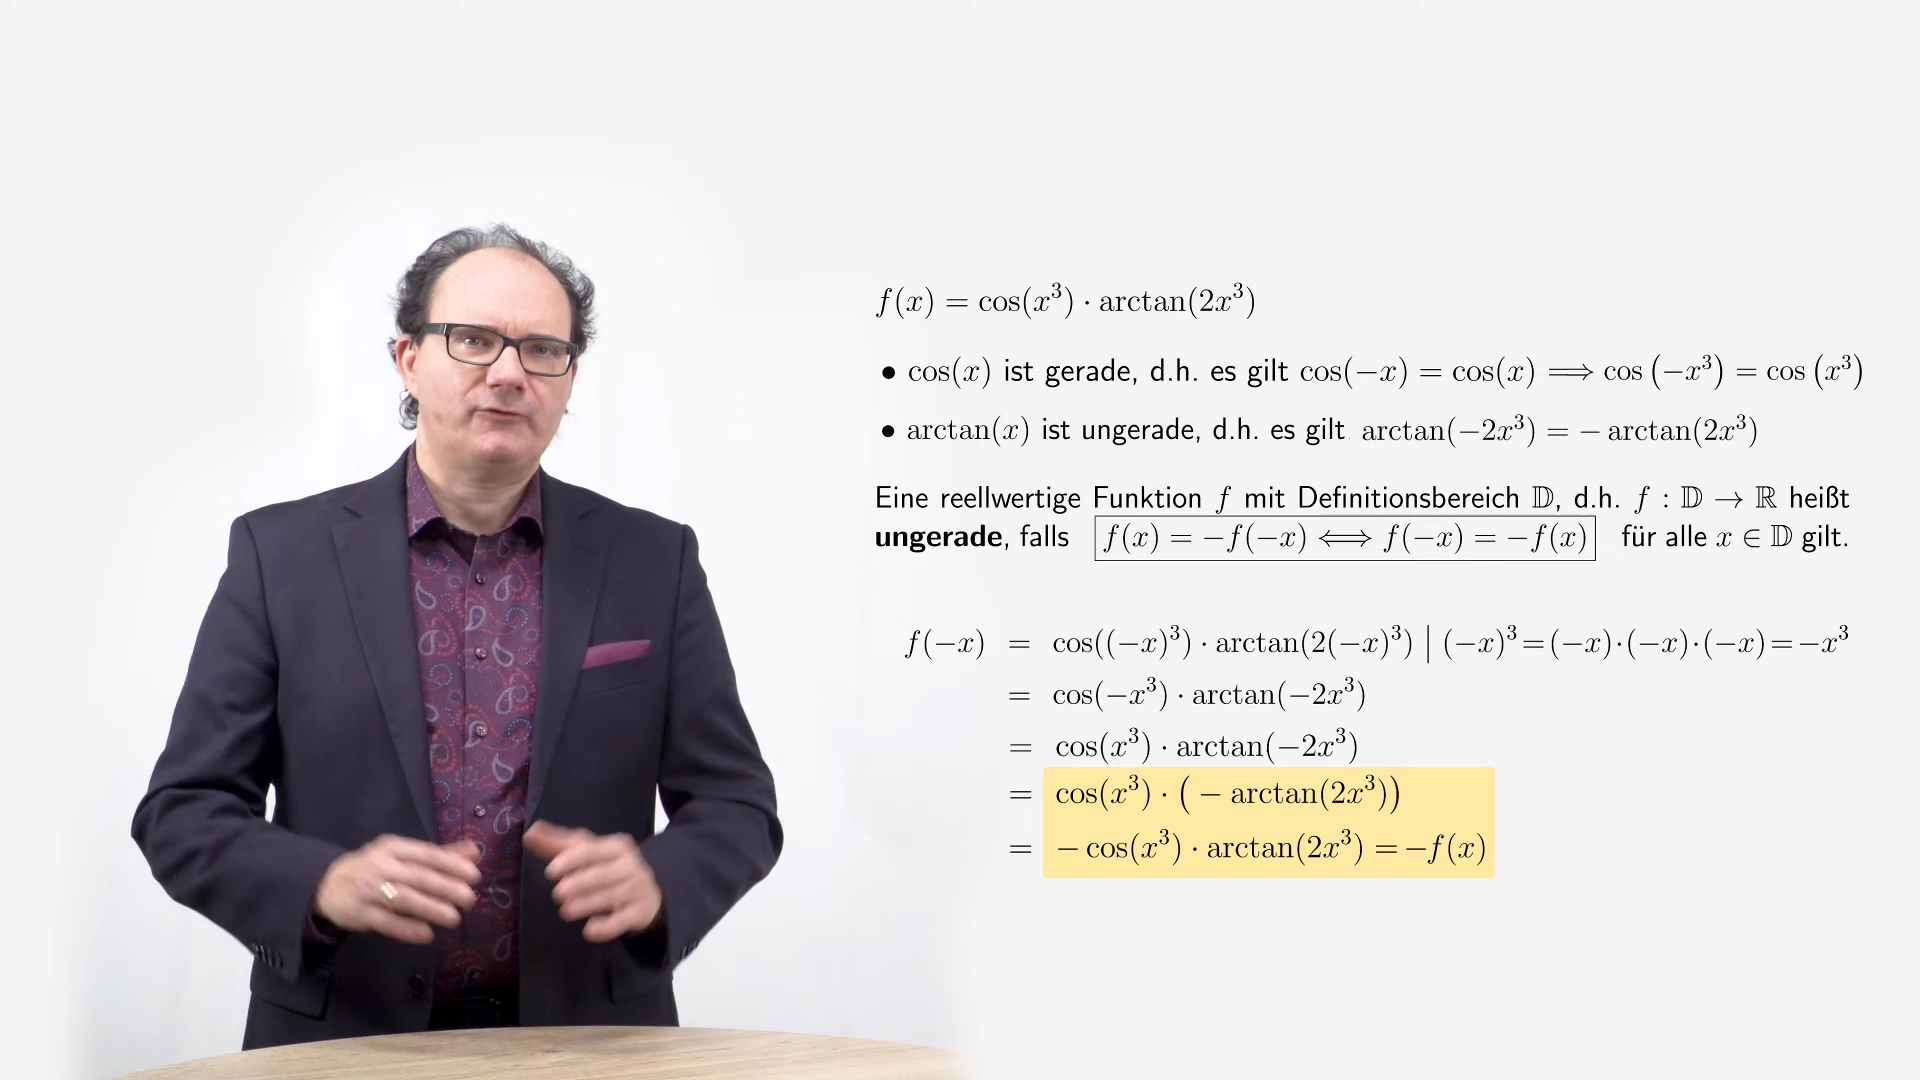 f(x) = cos(x³) · arctan(2x³)
• cos(x) ist gerade, d.h. es gilt cos(−x) = cos(x) ⟹ cos (−x³) = cos (x³)
• arctan(x) ist ungerade, d.h. es gilt arctan(−2x³) = − arctan(2x³)
Eine reellwertige Funktion f mit Definitionsbereich 𝔻, d.h. f : 𝔻 → ℝ heißt
ungerade, falls f(x) = −f(−x) ⟺ f(−x) = −f(x) für alle x ∈ 𝔻 gilt.
f(−x) = cos((−x)³) · arctan(2(−x)³) | (−x)³=(−x)·(−x)·(−x)=−x³
= cos(−x³) · arctan(−2x³)
= cos(x³) · arctan(−2x³)
= cos(x³) · ( − arctan(2x³))
= − cos(x³) · arctan(2x³) = −f(x)